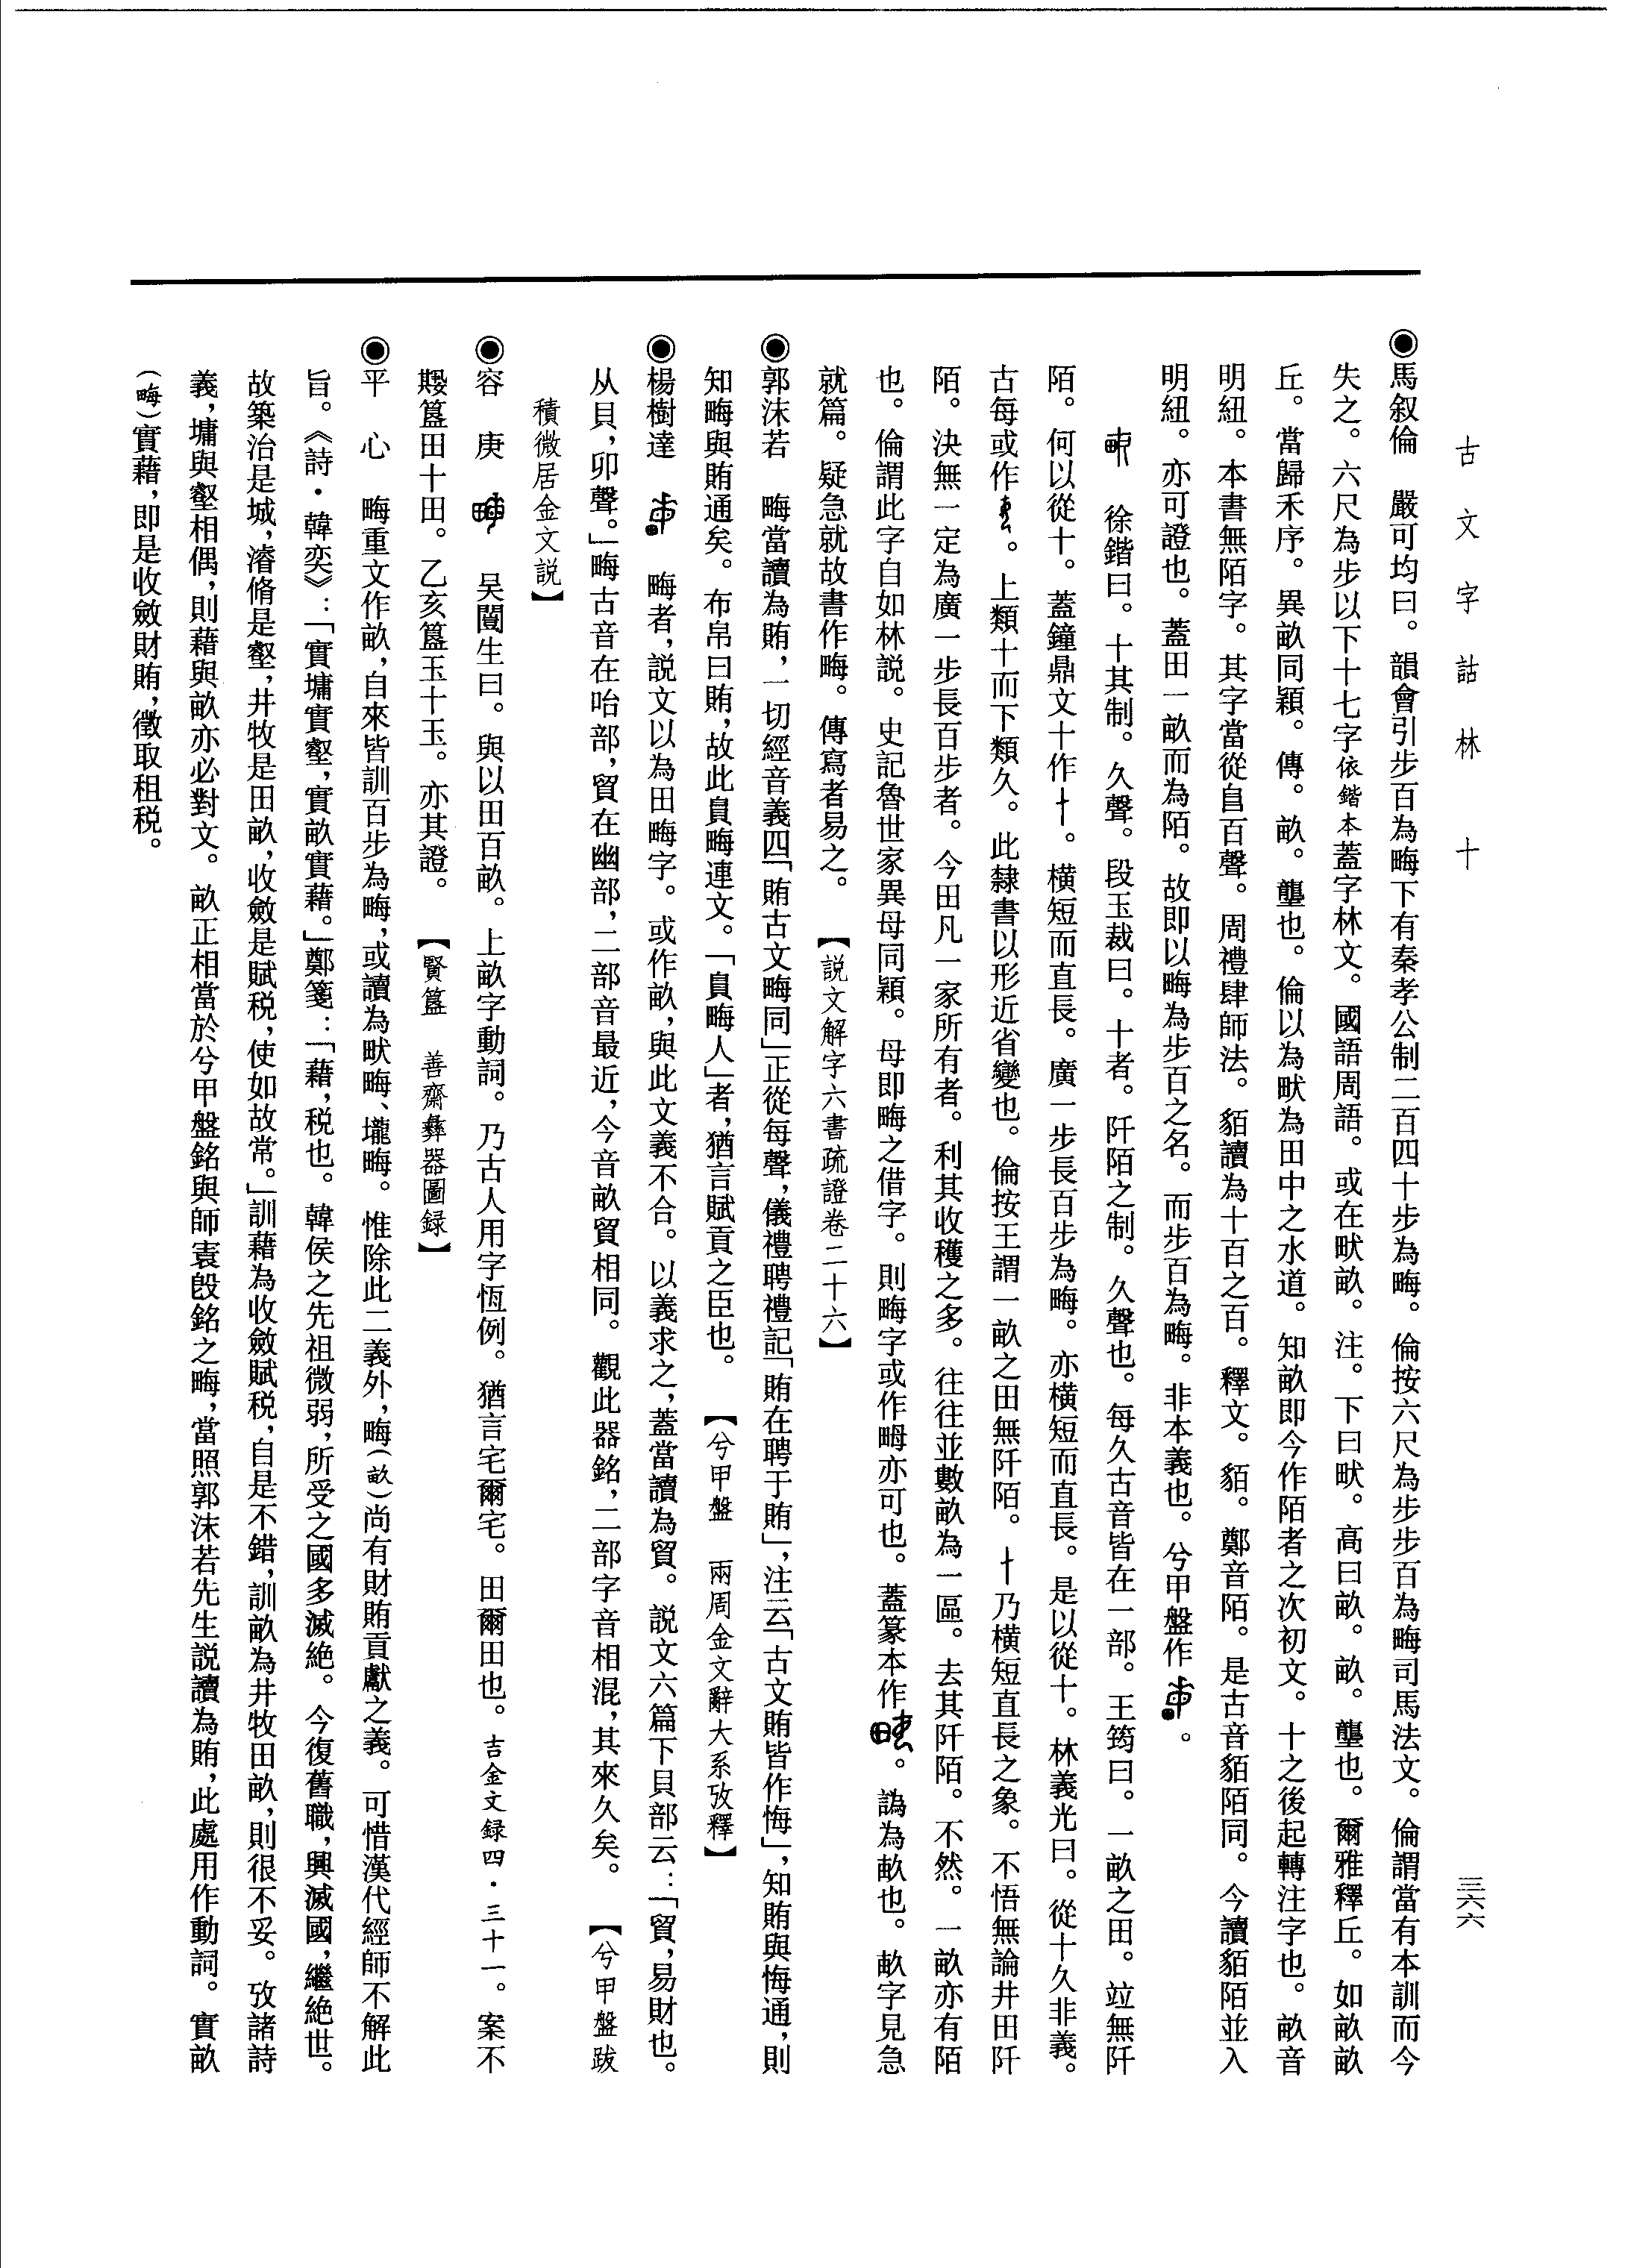 古文字詁林 十
三六六
◉馬叙倫 嚴可均曰。韻會引步百為晦下有秦孝公制二百四十步為畮。倫按六尺為步步百為畮司馬法文。倫謂當有本訓而今
失之。六尺為步以下十七字依鍇本蓋字林文。國語周語。或在畎畝。注。下曰畎。高曰畝。畝。壟也。爾雅釋丘。如畝畝
丘。當歸禾序。異畝同穎。傳。畝。壟也。倫以為畎為田中之水道。知畝即今作陌者之次初文。十之後起轉注字也。畝音
明紐。本書無陌字。其字當從𨸏百聲。周禮肆師法。貊讀為十百之百。釋文。貊。鄭音陌。是古音貊陌同。今讀貊陌並入
明紐。亦可證也。蓋田一畝而為陌。故即以畮為步百之名。而步百為畮。非本義也。兮甲盤作。
徐鍇曰。十其制。久聲。段玉裁曰。十者。阡陌之制。久聲也。每久古音皆在一部。王筠曰。一畝之田。竝無阡
陌。何以從十。蓋鐘鼎文十作。橫短而直長。廣一步長百步為畮。亦橫短而直長。是以從十。林義光曰。從十久非義。
古每或作。上類十而下類久。此隸書以形近省變也。倫按王謂一畝之田無阡陌。乃橫短直長之象。不悟無論井田阡
陌。決無一定為廣一步長百步者。今田凡一家所有者。利其收穫之多。往往並數畝為一區。去其阡陌。不然。一畝亦有陌
也。倫謂此字自如林說。史記魯世家異母同穎。母即畮之借字。則畮字或作畂亦可也。蓋篆本作。譌為畝也。畝字見急
就篇。疑急就故書作畮。傳寫者易之。【説文解字六書疏證卷二十六】
◉郭沫若 畮當讀為賄，一切經音義四「賄古文畮同」正從每聲，儀禮聘禮記「賄在聘于賄」，注云「古文賄皆作悔」，知賄與悔通，則
知畮與賄通矣。布帛曰賄，故此𧵒畮連文。「𧵒畮人」者，猶言賦貢之臣也。【兮甲盤 兩周金文辭大系攷釋】
◉楊樹達 畮者，説文以為田畮字。或作畝，與此文義不合。以義求之，蓋當讀為貿。説文六篇下貝部云：「貿，易財也。
从貝，卯聲。」畮古音在咍部，貿在幽部，二部音最近，今音畝貿相同。觀此器銘，二部字音相混，其來久矣。【兮甲盤跋
積微居金文説】
◉容 庚 吴闓生曰。與以田百畝。上畝字動詞。乃古人用字恆例。猶言宅爾宅。田爾田也。吉金文録四·三十一。案不
㜏簋田十田。乙亥簋玉十玉。亦其證。【賢簋 善齋彝器圖録】
◉平 心 畮重文作畝，自來皆訓百步為畮，或讀為畎畮、壠畮。惟除此二義外，畮（畝）尚有財賄貢獻之義。可惜漢代經師不解此
旨。《詩·韓奕》：「實墉實壑，實畝實藉。」鄭箋：「藉，税也。韓侯之先祖微弱，所受之國多滅絶。今復舊職，興滅國，繼絶世。
故築治是城，濬脩是壑，井牧是田畝，收斂是賦税，使如故常。」訓藉為收斂賦税，自是不錯，訓畝為井牧田畝，則很不妥。攷諸詩
義，墉與壑相偶，則藉與畝亦必對文。畝正相當於兮甲盤銘與師袁𣪘銘之畮，當照郭沫若先生説讀為賄，此處用作動詞。實畝
（畮）實藉，即是收斂財賄，徵取租税。